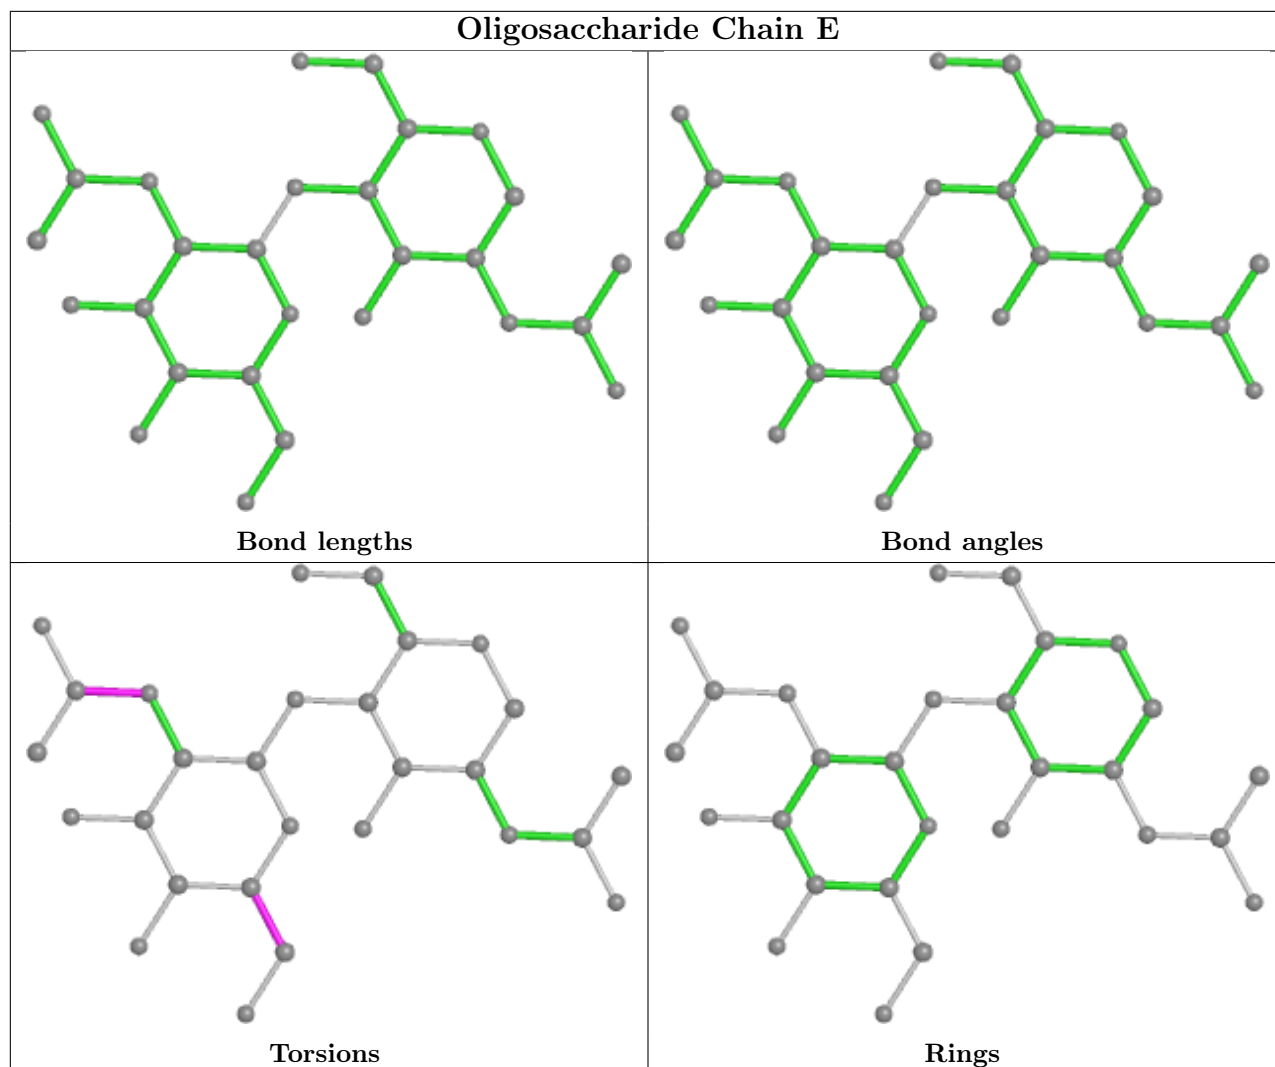 Oligosaccharide Chain E
Bond lengths
Bond angles
Torsions
Rings